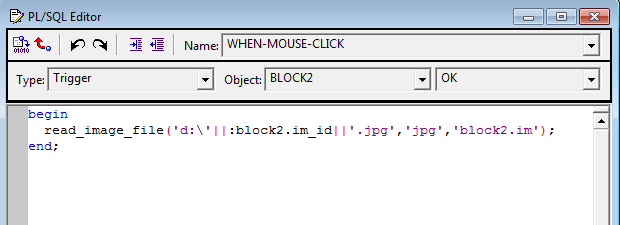 PL/SQL Editor
Name: WHEN-MOUSE-CLICK
Type: Trigger Object: BLOCK2 OK
begin
read_image_file('d:\'||:block2.im_id||'.jpg','jpg','block2.im');
end;